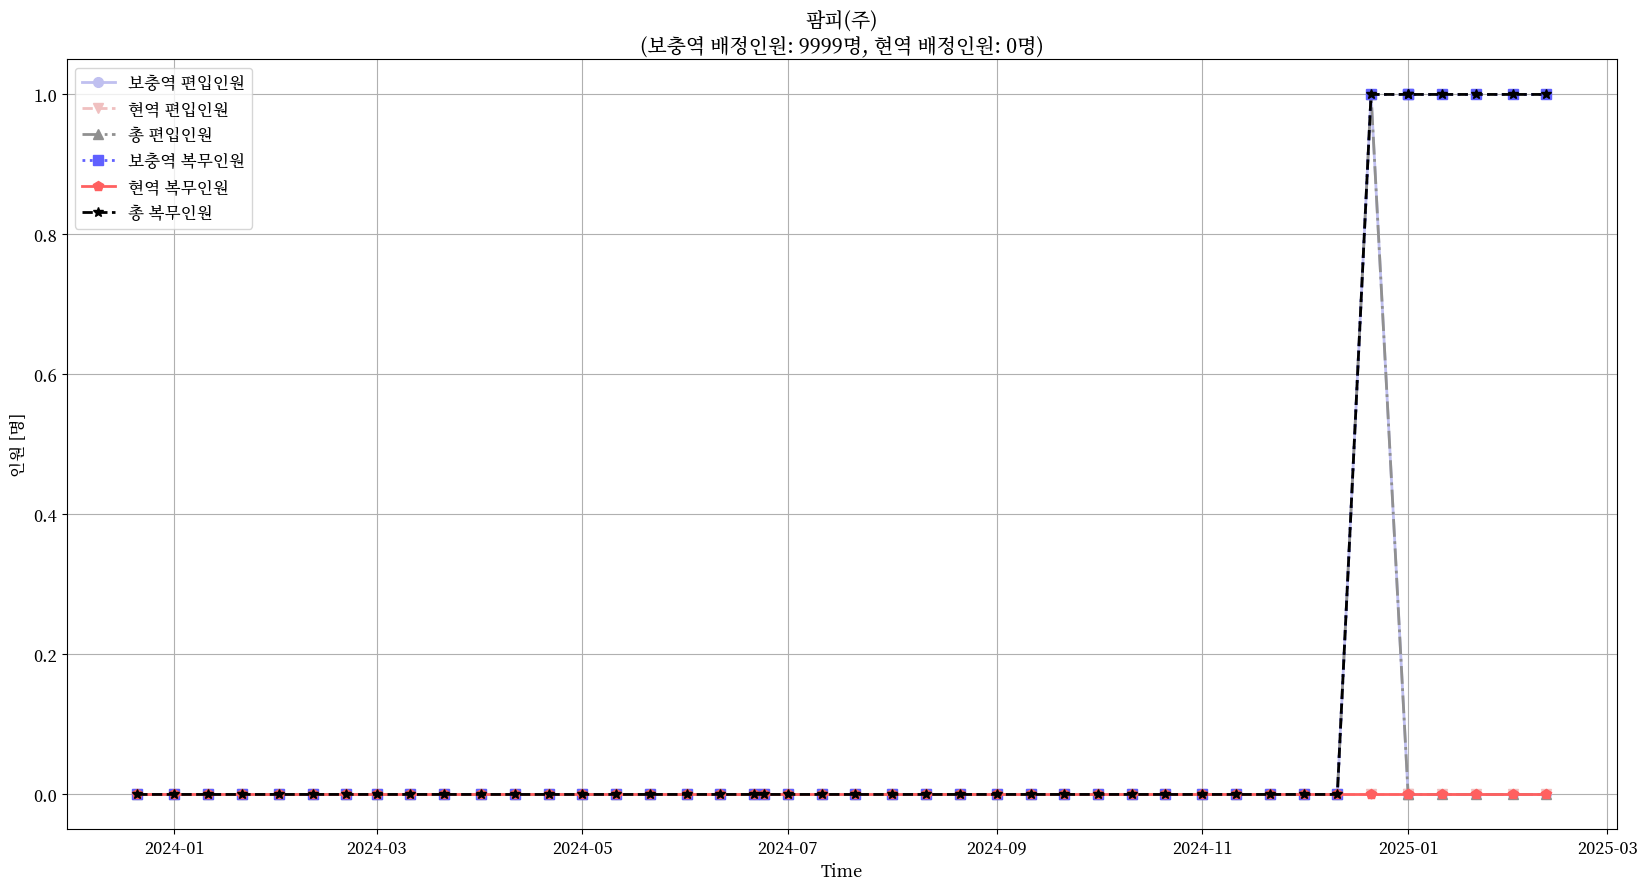 팜피(주)
(보충역 배정인원: 9999명, 현역 배정인원: 0명)
보충역 편입인원
현역 편입인원
총 편입인원
보충역 복무인원
현역 복무인원
총 복무인원
1.0
0.8
0.6
0.4
0.2
0.0
인원 [명]
2024-01 2024-03 2024-05 2024-07 2024-09 2024-11 2025-01 2025-03
Time